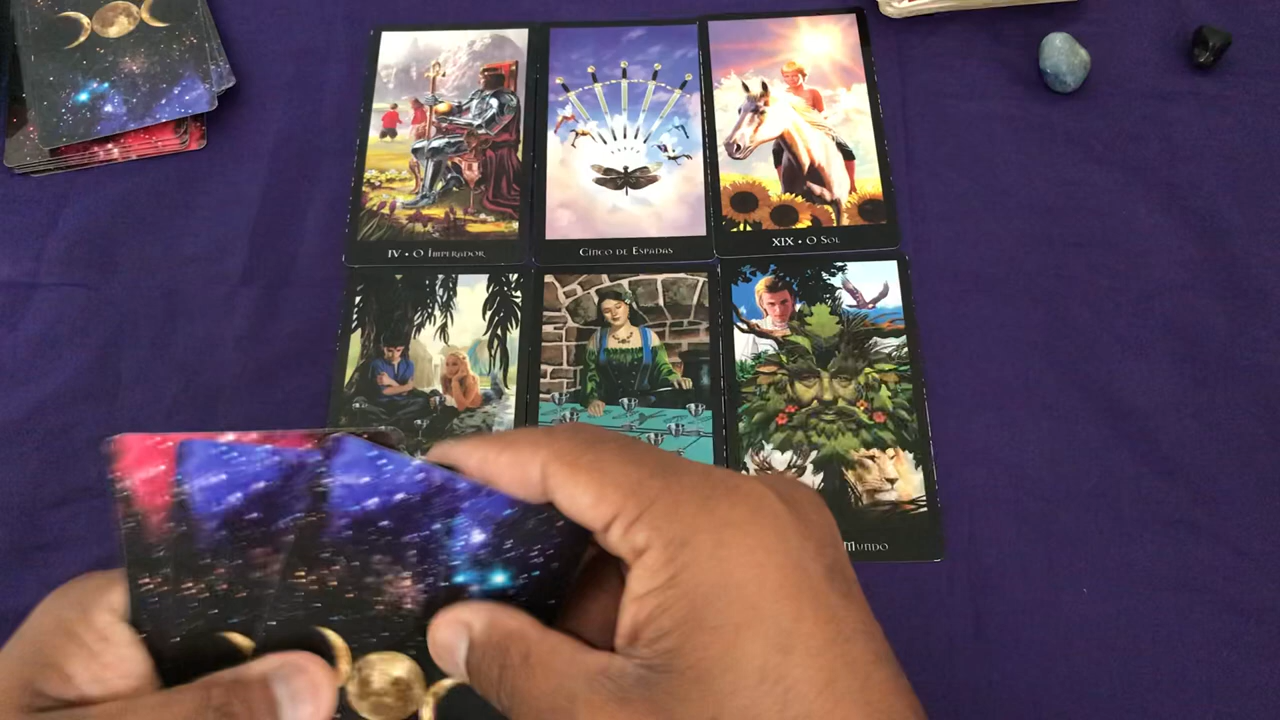 IV • O Imperador
Cinco de Espadas
XIX • O Sol
Mundo